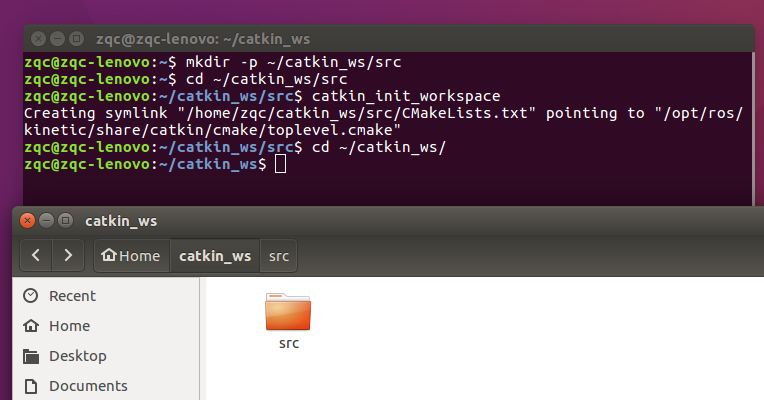 zqc@zqc-lenovo: ~/catkin_ws
zqc@zqc-lenovo:~$ mkdir -p ~/catkin_ws/src
zqc@zqc-lenovo:~$ cd ~/catkin_ws/src
zqc@zqc-lenovo:~/catkin_ws/src$ catkin_init_workspace
Creating symlink "/home/zqc/catkin_ws/src/CMakeLists.txt" pointing to "/opt/ros/
kinetic/share/catkin/cmake/toplevel.cmake"
zqc@zqc-lenovo:~/catkin_ws/src$ cd ~/catkin_ws/
zqc@zqc-lenovo:~/catkin_ws$
catkin_ws
Home catkin_ws src
Recent
Home
src
Desktop
Documents